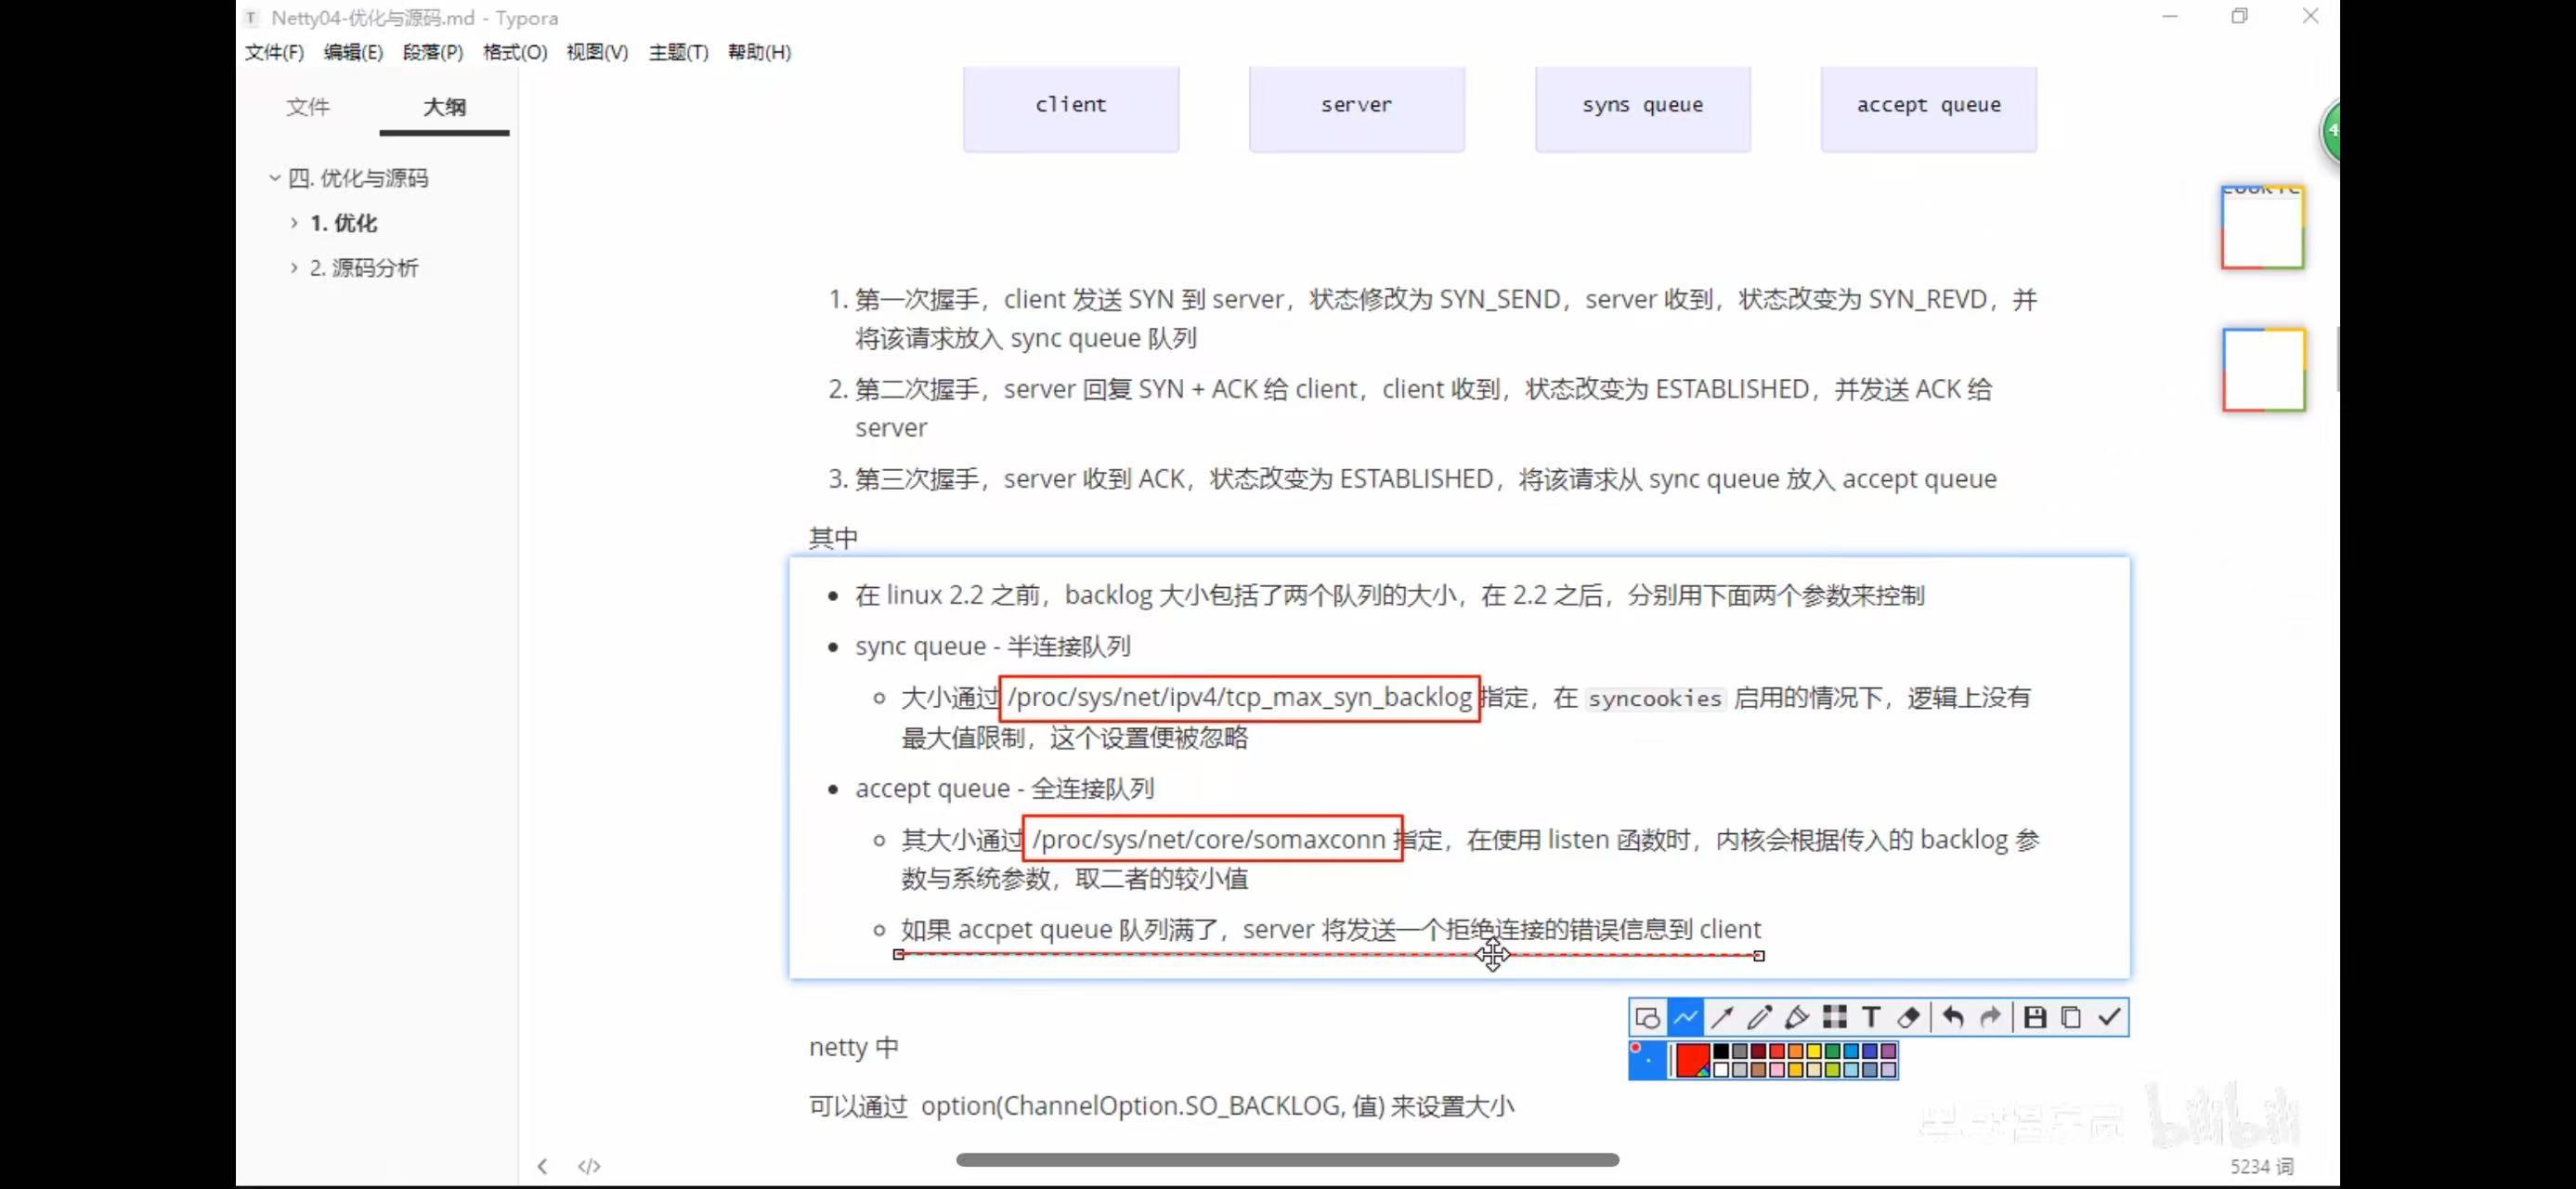 Netty04-优化与源码.md - Typora
文件(F) 编辑(E) 段落(P) 格式(O) 视图(V) 主题(T) 帮助(H)
文件 大纲
四. 优化与源码
1. 优化
2. 源码分析
client server syns queue accept queue
4
1. 第一次握手，client 发送 SYN 到 server，状态修改为 SYN_SEND，server 收到，状态改变为 SYN_REVD，并
将该请求放入 sync queue 队列
2. 第二次握手，server 回复 SYN + ACK 给 client，client 收到，状态改变为 ESTABLISHED，并发送 ACK 给
server
3. 第三次握手，server 收到 ACK，状态改变为 ESTABLISHED，将该请求从 sync queue 放入 accept queue
其中
在 linux 2.2 之前，backlog 大小包括了两个队列的大小，在 2.2 之后，分别用下面两个参数来控制
sync queue - 半连接队列
大小通过 /proc/sys/net/ipv4/tcp_max_syn_backlog 指定，在 syncookies 启用的情况下，逻辑上没有
最大值限制，这个设置便被忽略
accept queue - 全连接队列
其大小通过 /proc/sys/net/core/somaxconn 指定，在使用 listen 函数时，内核会根据传入的 backlog 参
数与系统参数，取二者的较小值
如果 accpet queue 队列满了，server 将发送一个拒绝连接的错误信息到 client
netty 中
可以通过 option(ChannelOption.SO_BACKLOG, 值) 来设置大小
bilibili
5234 词